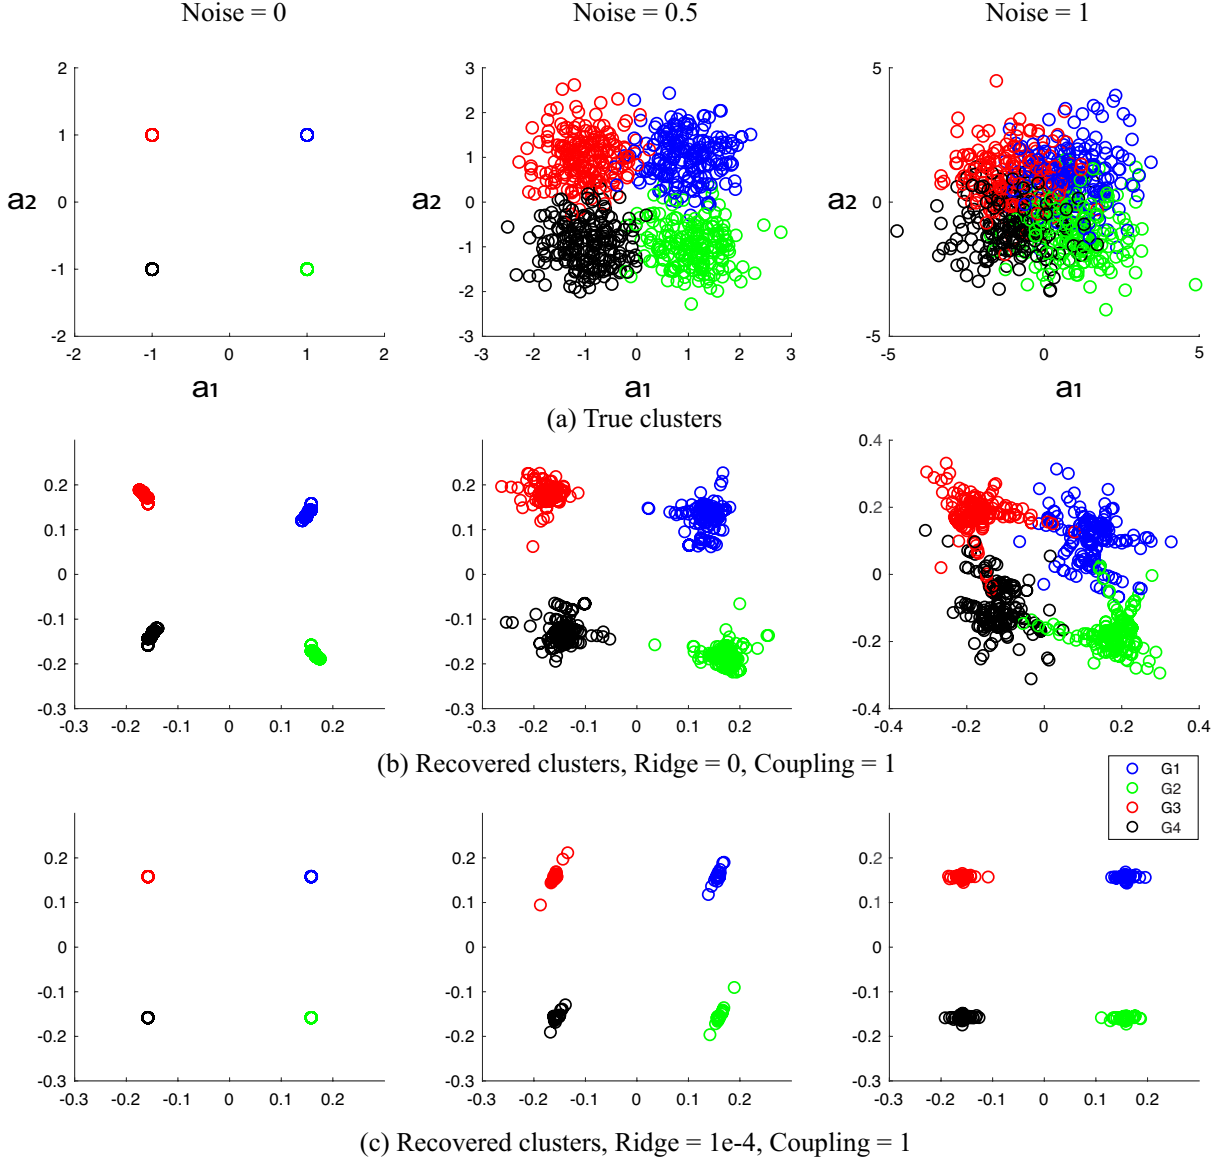 Noise = 0 Noise = 0.5 Noise = 1
2 3 5
2
1 1
a2 0 a2 0 a2 0
-1
-1
-2
-2 -3 -5
-2 -1 0 1 2 -3 -2 -1 0 1 2 3 -5 0 5
a1 a1 a1
(a) True clusters
0.4
0.2 0.2 0.2
0.1 0.1
0 0 0
-0.1 -0.1
-0.2 -0.2 -0.2
-0.3 -0.3 -0.4
-0.3 -0.2 -0.1 0 0.1 0.2 -0.3 -0.2 -0.1 0 0.1 0.2 -0.4 -0.2 0 0.2 0.4
(b) Recovered clusters, Ridge = 0, Coupling = 1
G1
G2
G3
G4
0.2 0.2 0.2
0.1 0.1 0.1
0 0 0
-0.1 -0.1 -0.1
-0.2 -0.2 -0.2
-0.3 -0.3 -0.3
-0.3 -0.2 -0.1 0 0.1 0.2 -0.3 -0.2 -0.1 0 0.1 0.2 -0.3 -0.2 -0.1 0 0.1 0.2
(c) Recovered clusters, Ridge = 1e-4, Coupling = 1